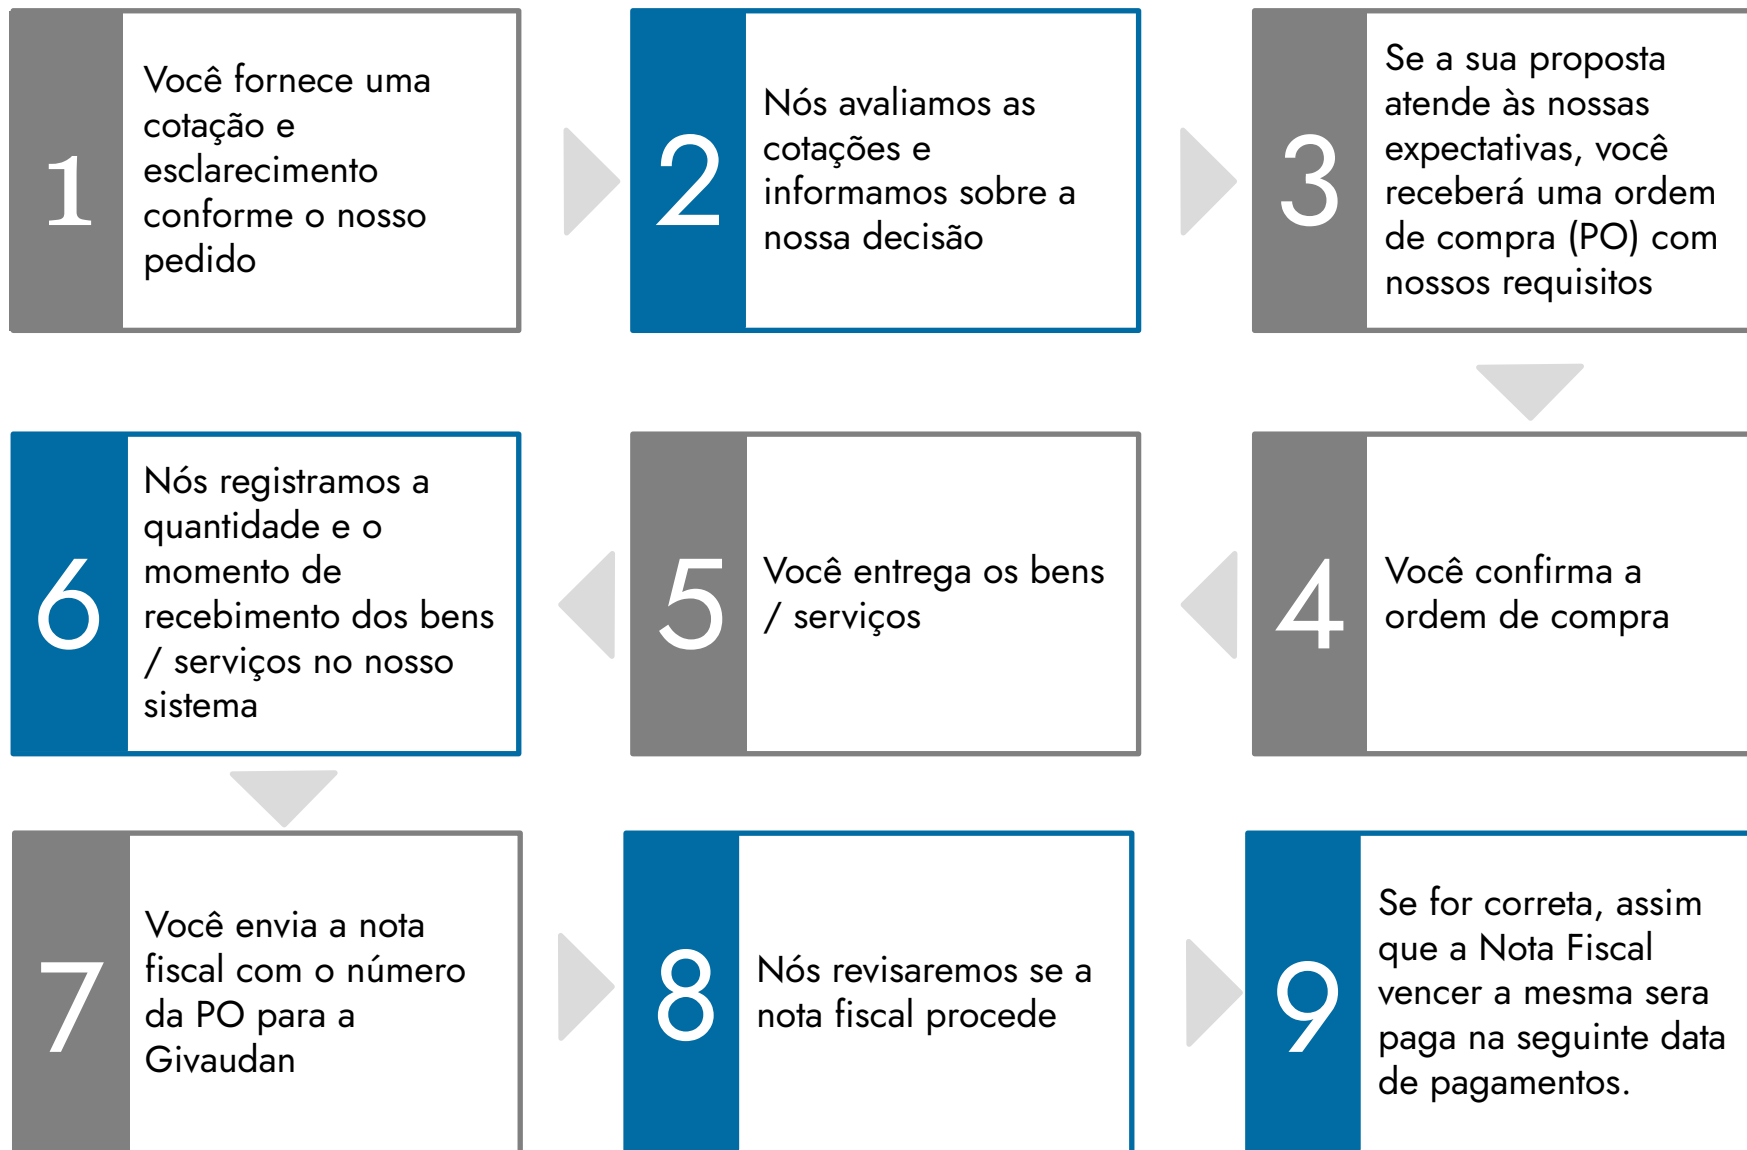 1
Você fornece uma
cotação e
esclarecimento
conforme o nosso
pedido
2
Nós avaliamos as
cotações e
informamos sobre a
nossa decisão
3
Se a sua proposta
atende às nossas
expectativas, você
receberá uma ordem
de compra (PO) com
nossos requisitos
4
Você confirma a
ordem de compra
5
Você entrega os bens
/ serviços
6
Nós registramos a
quantidade e o
momento de
recebimento dos bens
/ serviços no nosso
sistema
7
Você envia a nota
fiscal com o número
da PO para a
Givaudan
8
Nós revisaremos se a
nota fiscal procede
9
Se for correta, assim
que a Nota Fiscal
vencer a mesma sera
paga na seguinte data
de pagamentos.